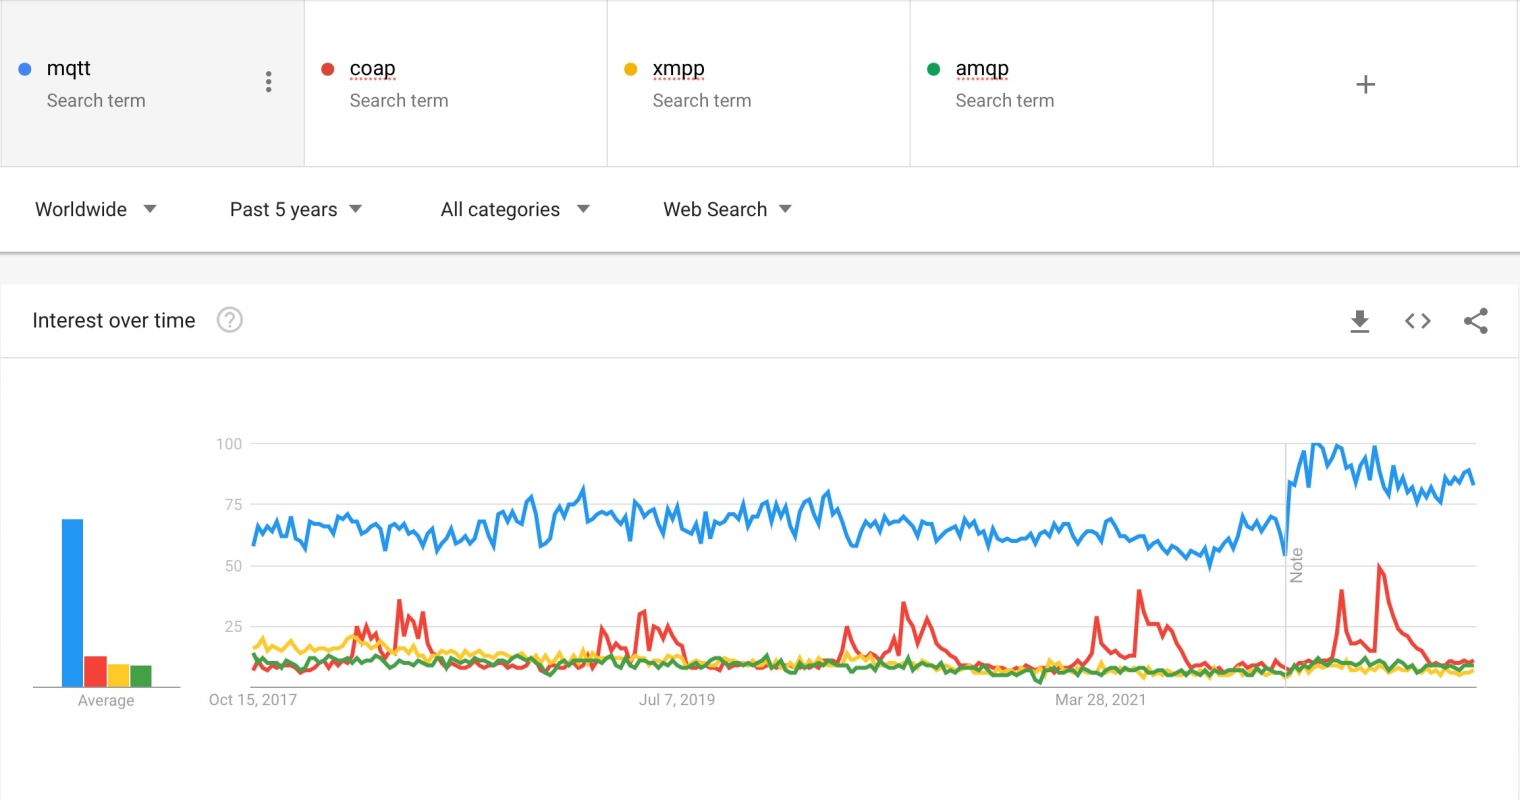 mqtt
Search term
coap
Search term
xmpp
Search term
amqp
Search term
+
Worldwide
Past 5 years
All categories
Web Search
Interest over time
?
100
75
50
25
Note
Average
Oct 15, 2017
Jul 7, 2019
Mar 28, 2021